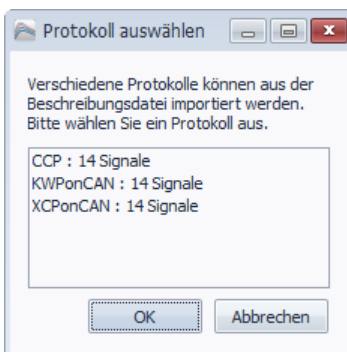 Protokoll auswählen
Verschiedene Protokolle können aus der
Beschreibungsdatei importiert werden.
Bitte wählen Sie ein Protokoll aus.
CCP : 14 Signale
KWPonCAN : 14 Signale
XCPonCAN : 14 Signale
OK
Abbrechen